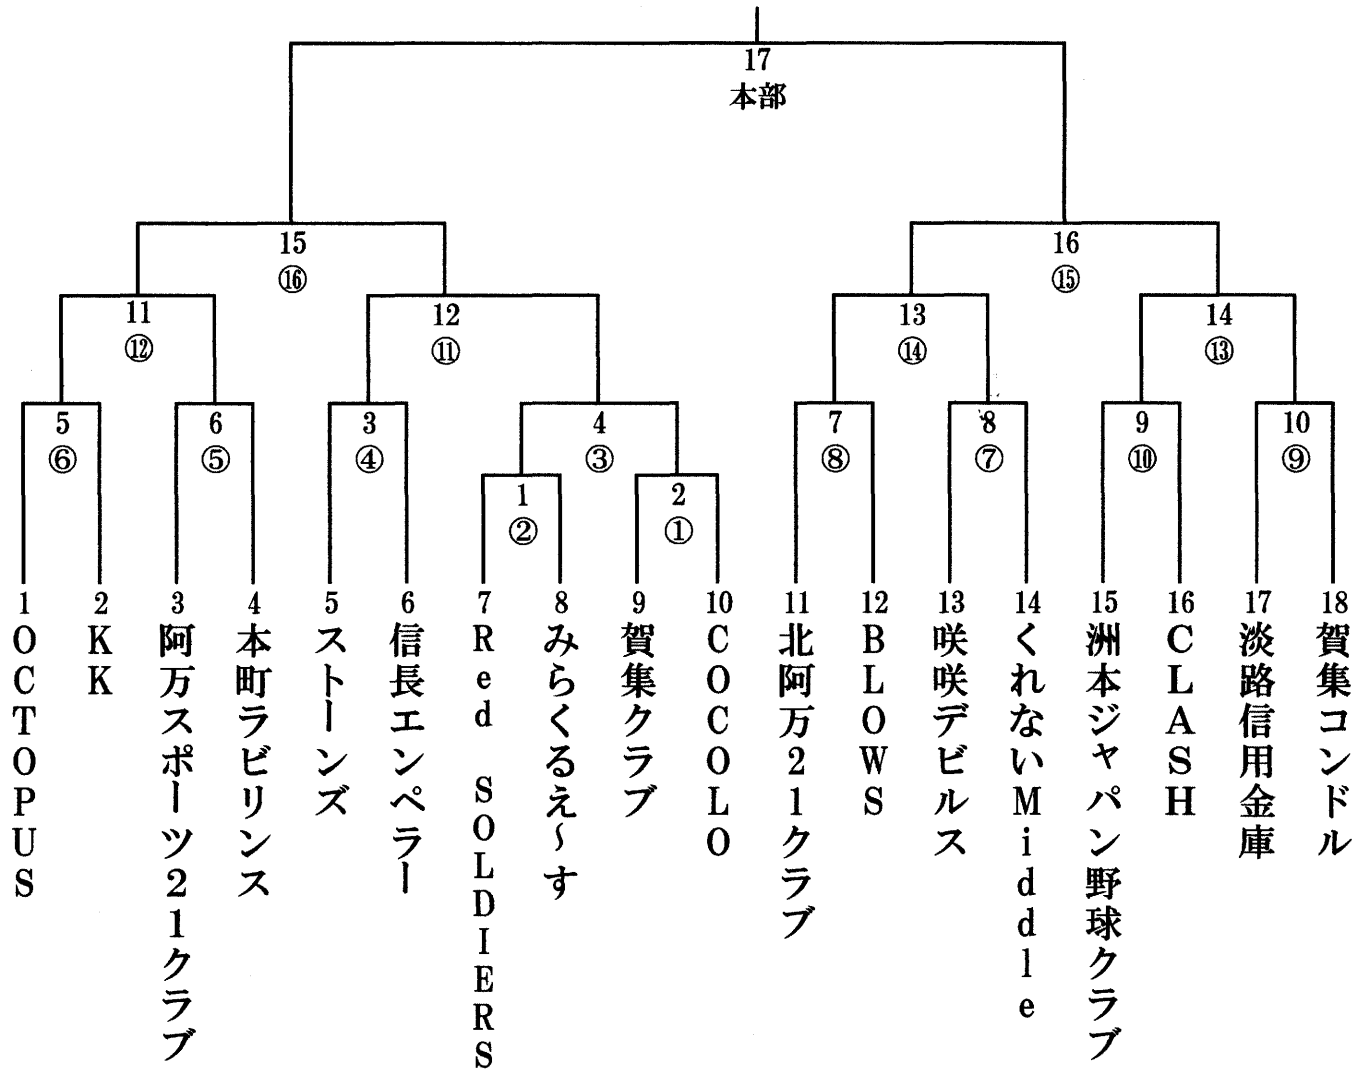 17
本部
15
⑯
16
⑮
11
⑫
12
⑪
13
⑭
14
⑬
5
⑥
6
⑤
3
④
4
③
7
⑧
8
⑦
9
⑩
10
⑨
1
②
2
①
1 OCTOPUS
2 KK
3 阿万スポーツ21クラブ
4 本町ラビリンス
5 ストーンズ
6 信長エンペラー
7 Red SOLDIERS
8 みらくるえ~す
9 賀集クラブ
10 COCOLO
11 北阿万21クラブ
12 BLOWS
13 咲咲デビルス
14 くれないMiddle
15 洲本ジャパン野球クラブ
16 CLASH
17 淡路信用金庫
18 賀集コンドル